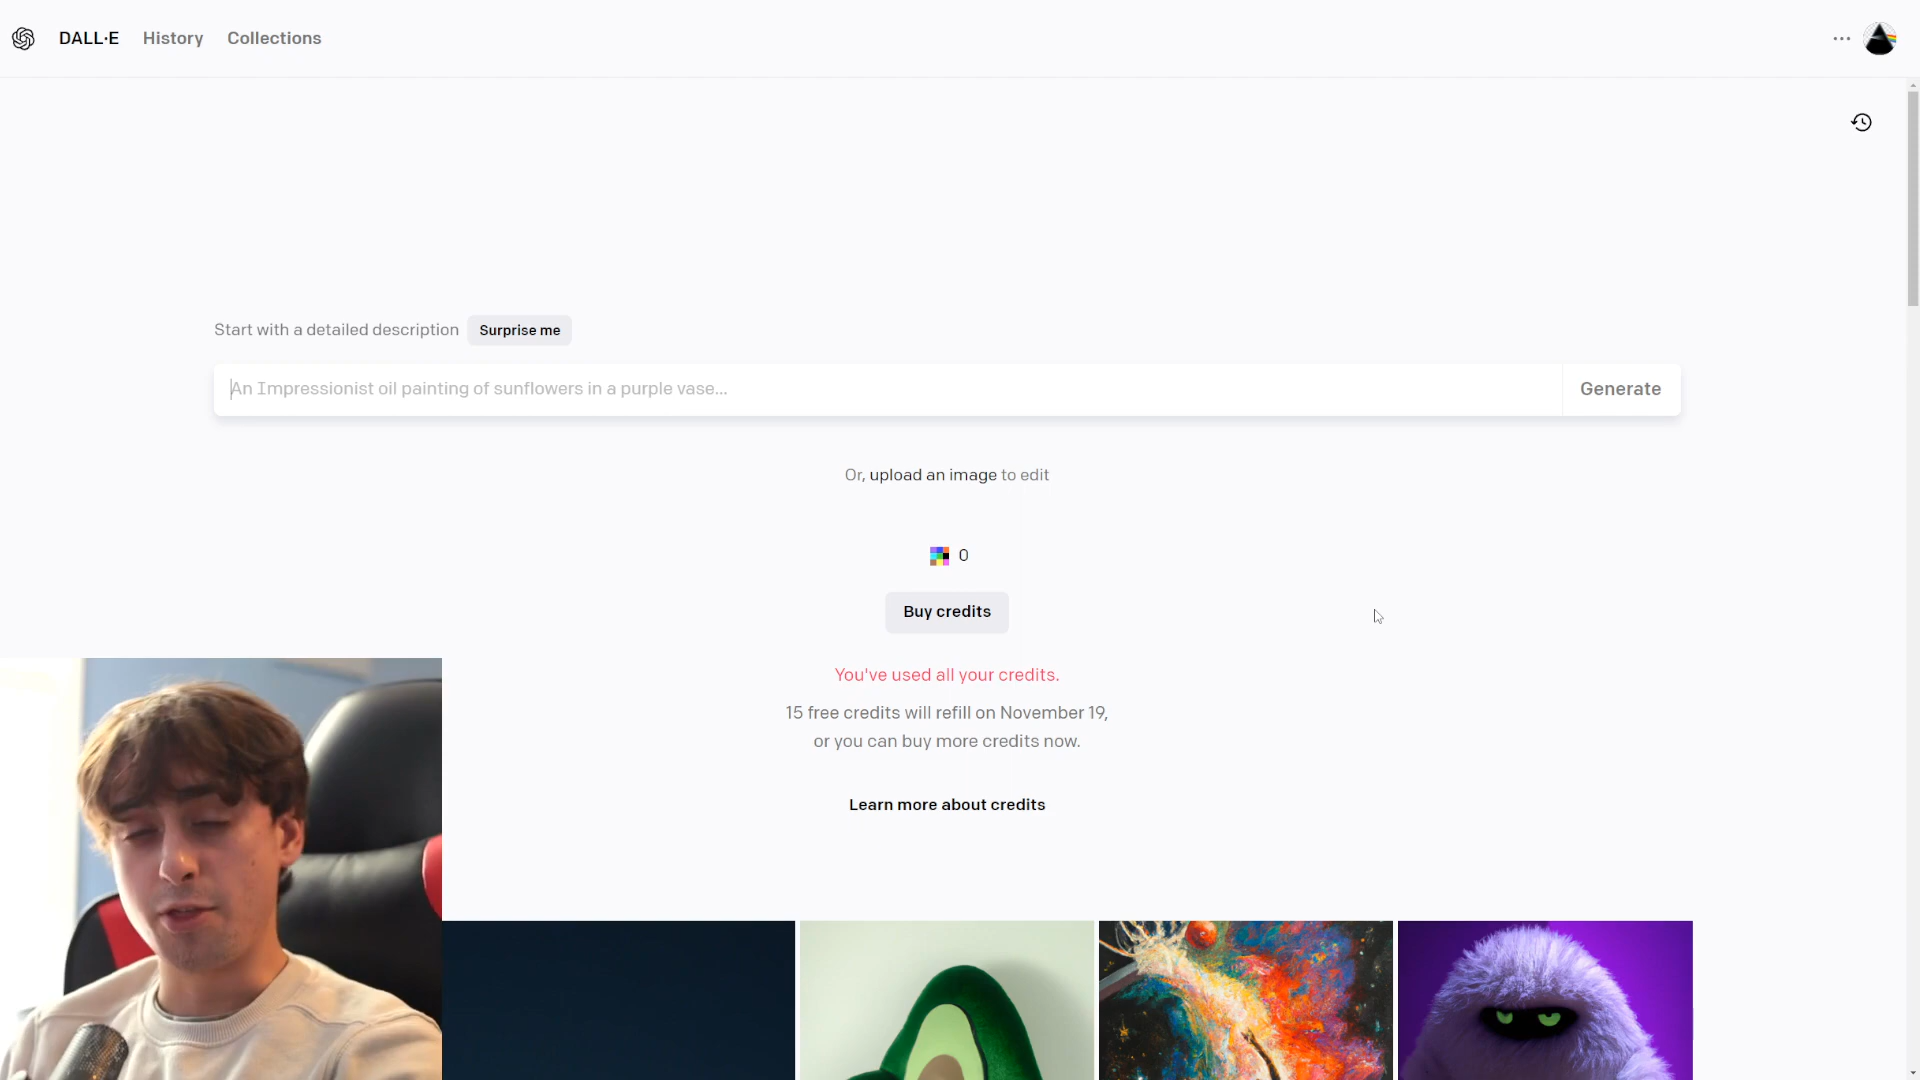 DALL·E History Collections
Start with a detailed description Surprise me
An Impressionist oil painting of sunflowers in a purple vase...
Generate
Or, upload an image to edit
0
Buy credits
You've used all your credits.
15 free credits will refill on November 19,
or you can buy more credits now.
Learn more about credits